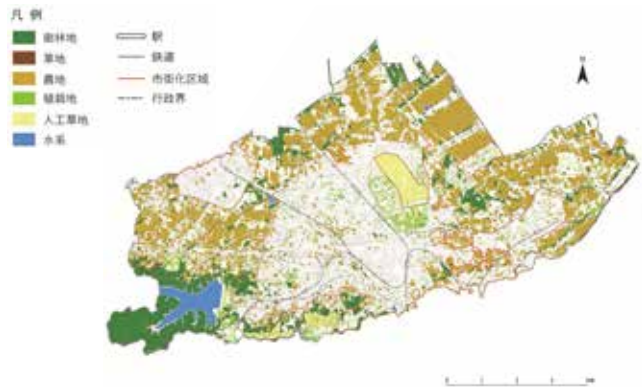 凡 例
樹林地
草地
農地
植栽地
人工草地
水系
駅
鉄道
市街化区域
行政界
N